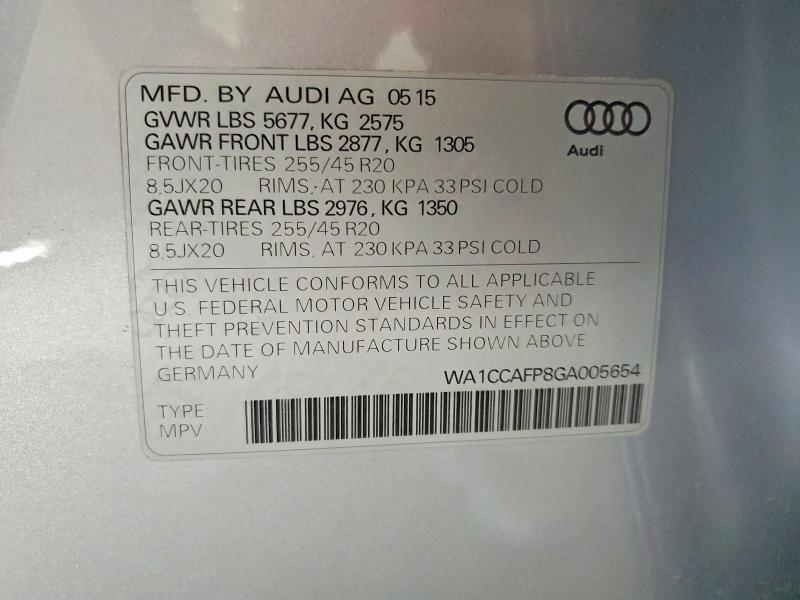 MFD. BY AUDI AG 05 15
GVWR LBS 5677, KG 2575
GAWR FRONT LBS 2877, KG 1305
FRONT-TIRES 255/45 R20
8,5JX20 RIMS, AT 230 KPA 33 PSI COLD
GAWR REAR LBS 2976, KG 1350
REAR-TIRES 255/45 R20
8,5JX20 RIMS, AT 230 KPA 33 PSI COLD
Audi
THIS VEHICLE CONFORMS TO ALL APPLICABLE
U.S. FEDERAL MOTOR VEHICLE SAFETY AND
THEFT PREVENTION STANDARDS IN EFFECT ON
THE DATE OF MANUFACTURE SHOWN ABOVE
GERMANY WA1CCAFP8GA005654
TYPE:
MPV